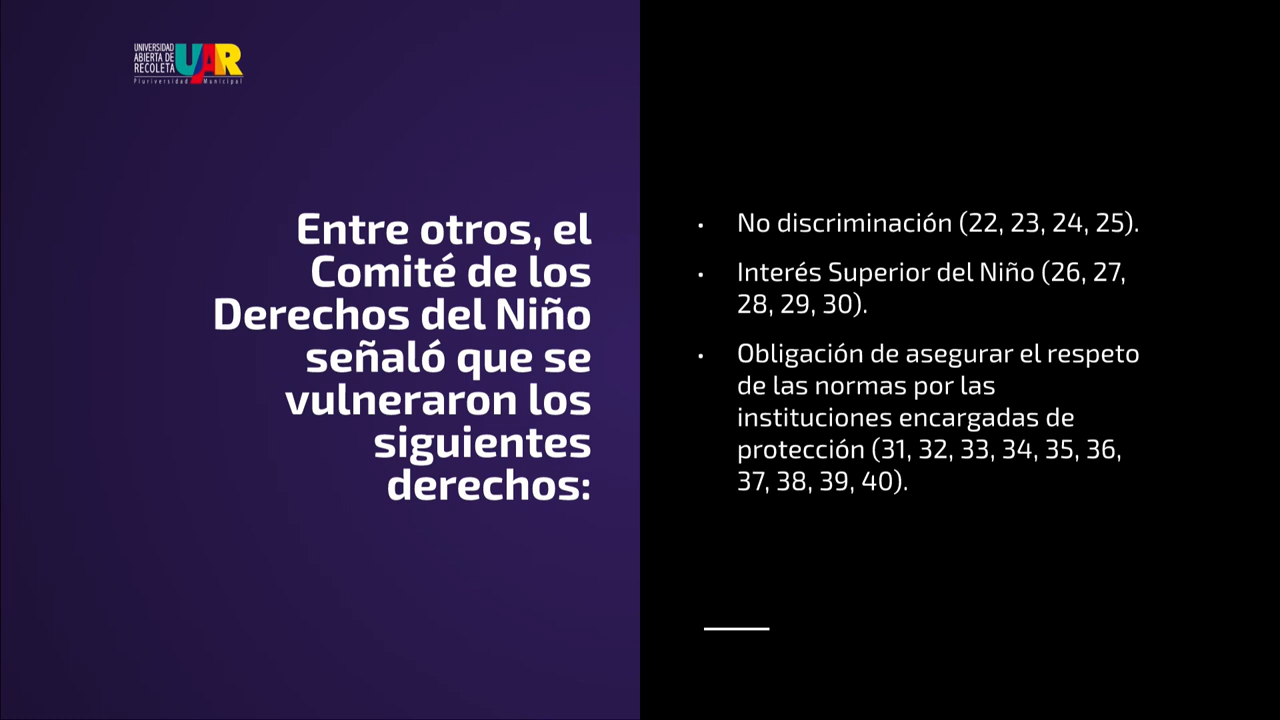 UNIVERSIDAD
ABIERTA DE
RECOLETA
UAR
Pluriversidad Municipal
Entre otros, el
Comité de los
Derechos del Niño
señaló que se
vulneraron los
siguientes
derechos:
• No discriminación (22, 23, 24, 25).
• Interés Superior del Niño (26, 27,
28, 29, 30).
• Obligación de asegurar el respeto
de las normas por las
instituciones encargadas de
protección (31, 32, 33, 34, 35, 36,
37, 38, 39, 40).